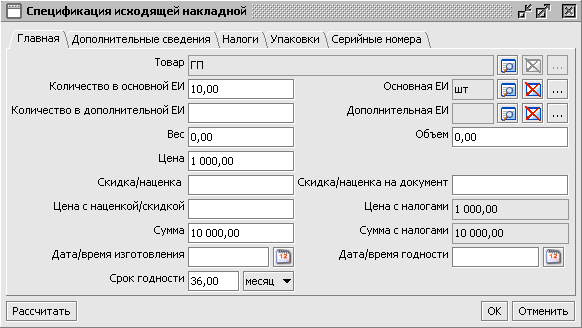 Спецификация исходящей накладной
Главная Дополнительные сведения Налоги Упаковки Серийные номера
Товар ГП ...
Количество в основной ЕИ 10,00 Основная ЕИ шт ...
Количество в дополнительной ЕИ Дополнительная ЕИ ...
Вес 0,00 Объем 0,00
Цена 1 000,00
Скидка/наценка Скидка/наценка на документ
Цена с наценкой/скидкой Цена с налогами 1 000,00
Сумма 10 000,00 Сумма с налогами 10 000,00
Дата/время изготовления 12 Дата/время годности 12
Срок годности 36,00 месяц
Рассчитать OK Отменить